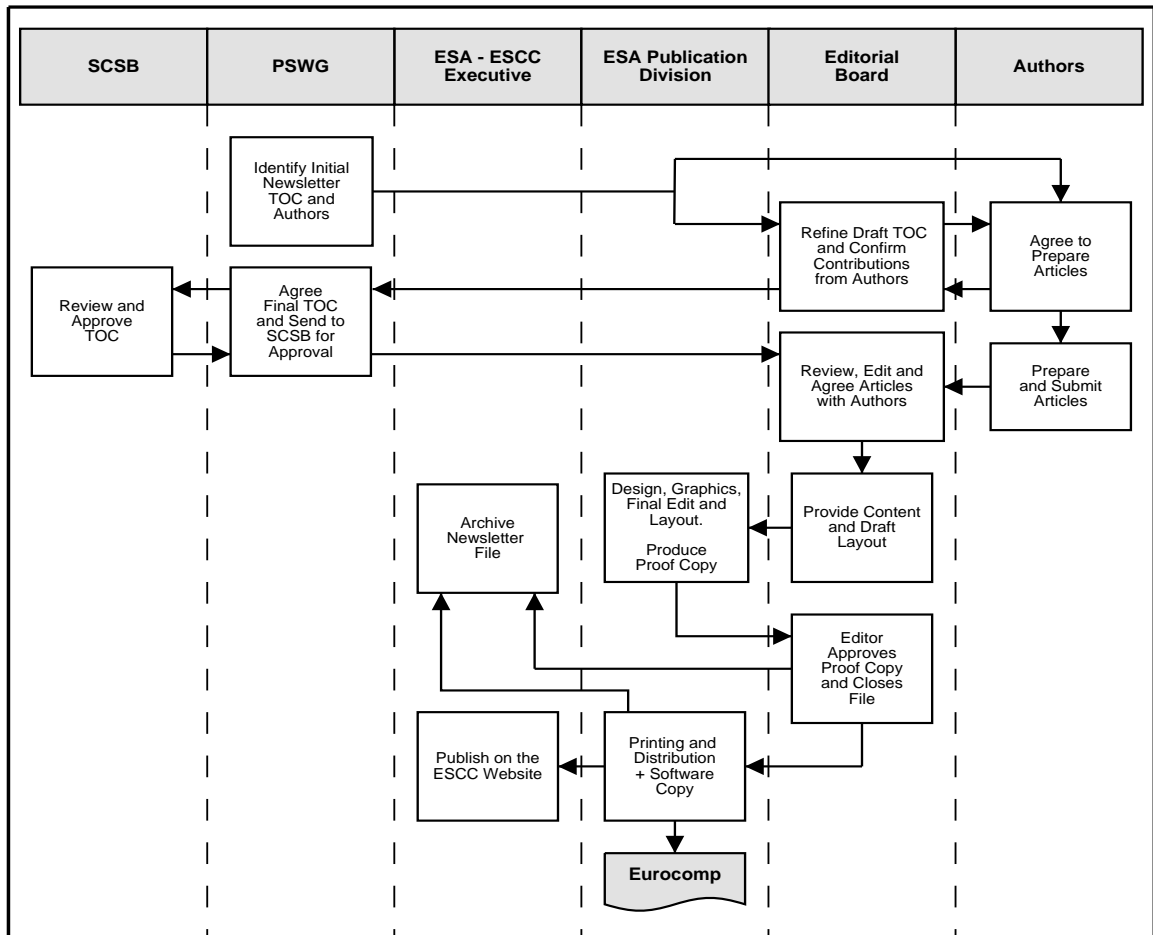 SCSB
PSWG
ESA - ESCC
Executive
ESA Publication
Division
Editorial
Board
Authors
Identify Initial
Newsletter
TOC and
Authors
Refine Draft TOC
and Confirm
Contributions
from Authors
Agree to
Prepare
Articles
Review and
Approve
TOC
Agree
Final TOC
and Send to
SCSB for
Approval
Review, Edit and
Agree Articles
with Authors
Prepare
and Submit
Articles
Archive
Newsletter
File
Design, Graphics,
Final Edit and
Layout.
Produce
Proof Copy
Provide Content
and Draft
Layout
Editor
Approves
Proof Copy
and Closes
File
Publish on the
ESCC Website
Printing and
Distribution
+ Software
Copy
Eurocomp